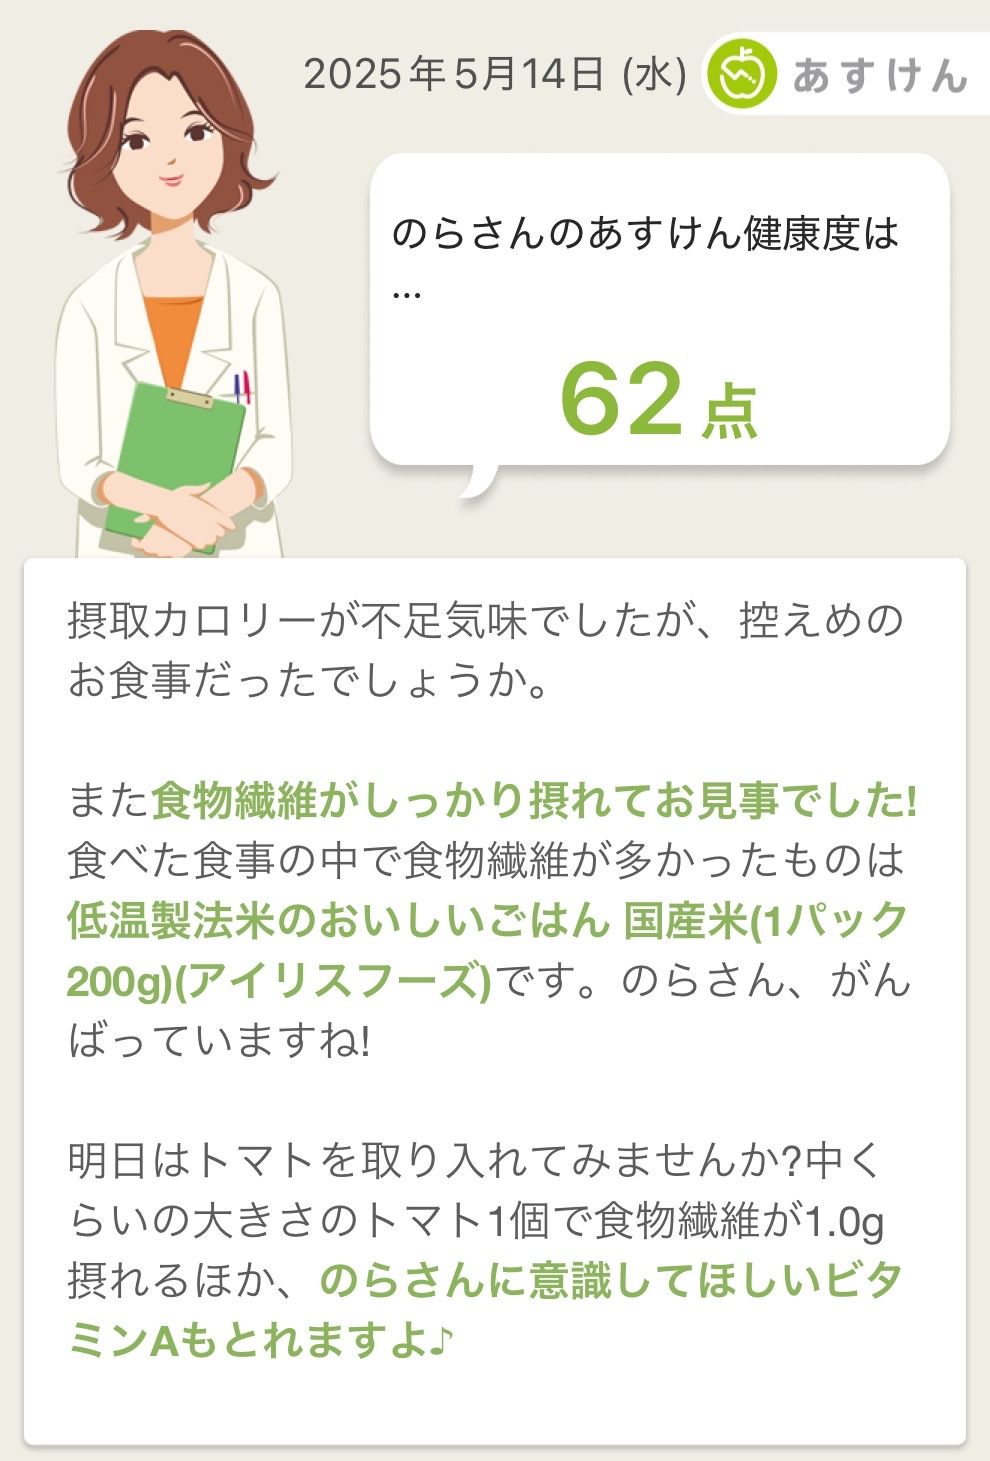 2025年5月14日 (水)
あすけん
のらさんのあすけん健康度は
…
62点
摂取カロリーが不足気味でしたが、控えめの
お食事だったでしょうか。
また食物繊維がしっかり摂れてお見事でした!
食べた食事の中で食物繊維が多かったものは
低温製法米のおいしいごはん 国産米(1パック
200g)(アイリスフーズ)です。のらさん、がん
ばっていますね!
明日はトマトを取り入れてみませんか?中く
らいの大きさのトマト1個で食物繊維が1.0g
摂れるほか、のらさんに意識してほしいビタ
ミンAもとれますよ♪